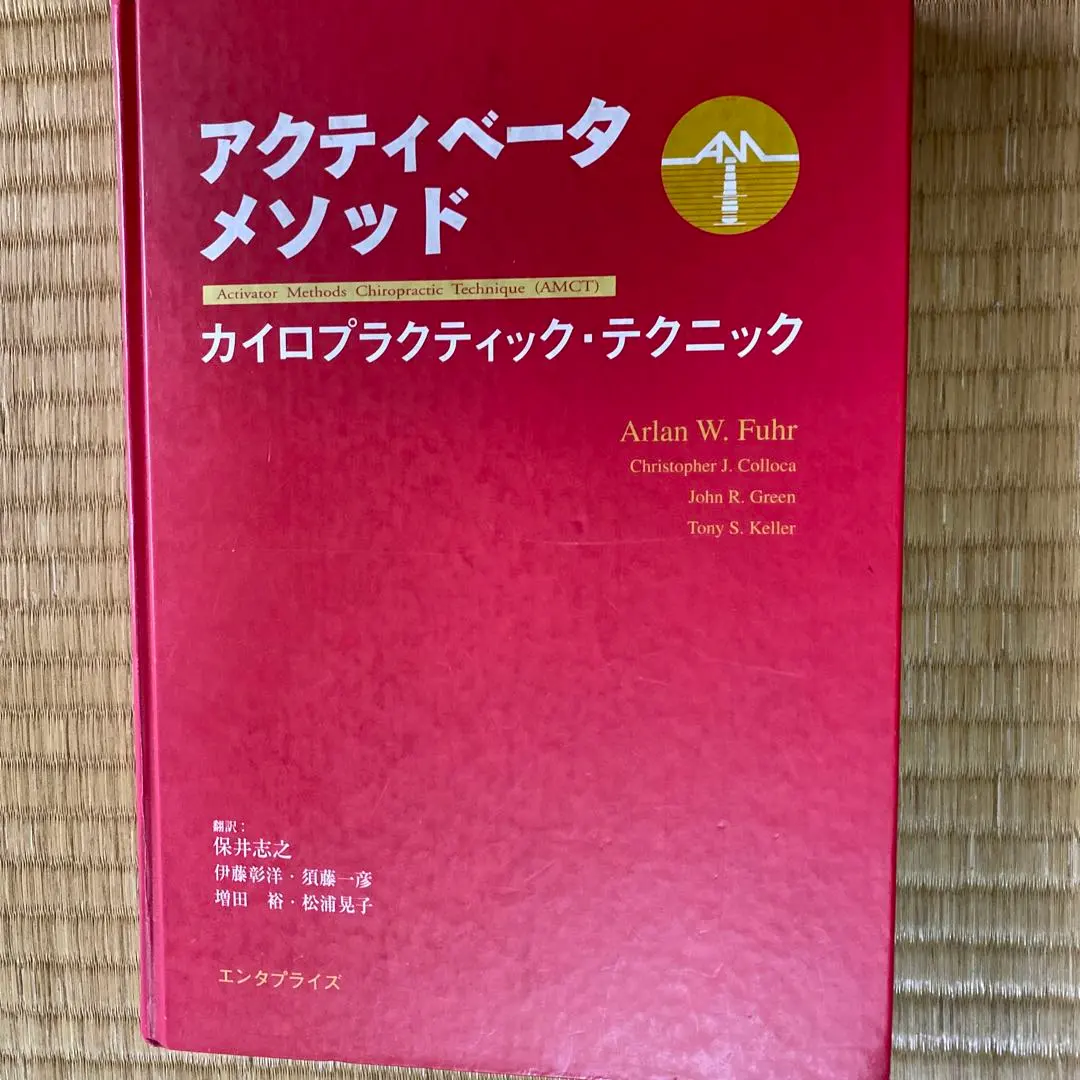 アクティベータ
メソッド
AM
Activator Methods Chiropractic Technique (AMCT)
カイロプラクティック・テクニック
Arlan W. Fuhr
Christopher J. Colloca
John R. Green
Tony S. Keller
翻訳：
保井志之
伊藤彰洋・須藤一彦
増田　裕・松浦晃子
エンタプライズ